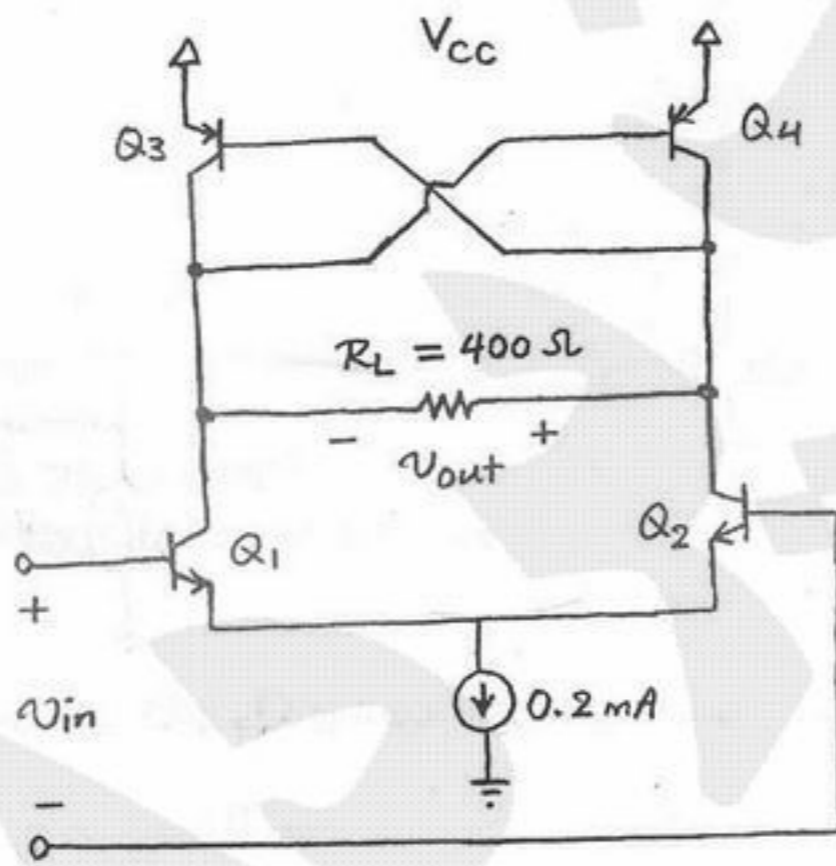 VCC
Q3
Q4
RL = 400 Ω
- +
Vout
Q1
Q2
+
Vin
0.2 mA
-